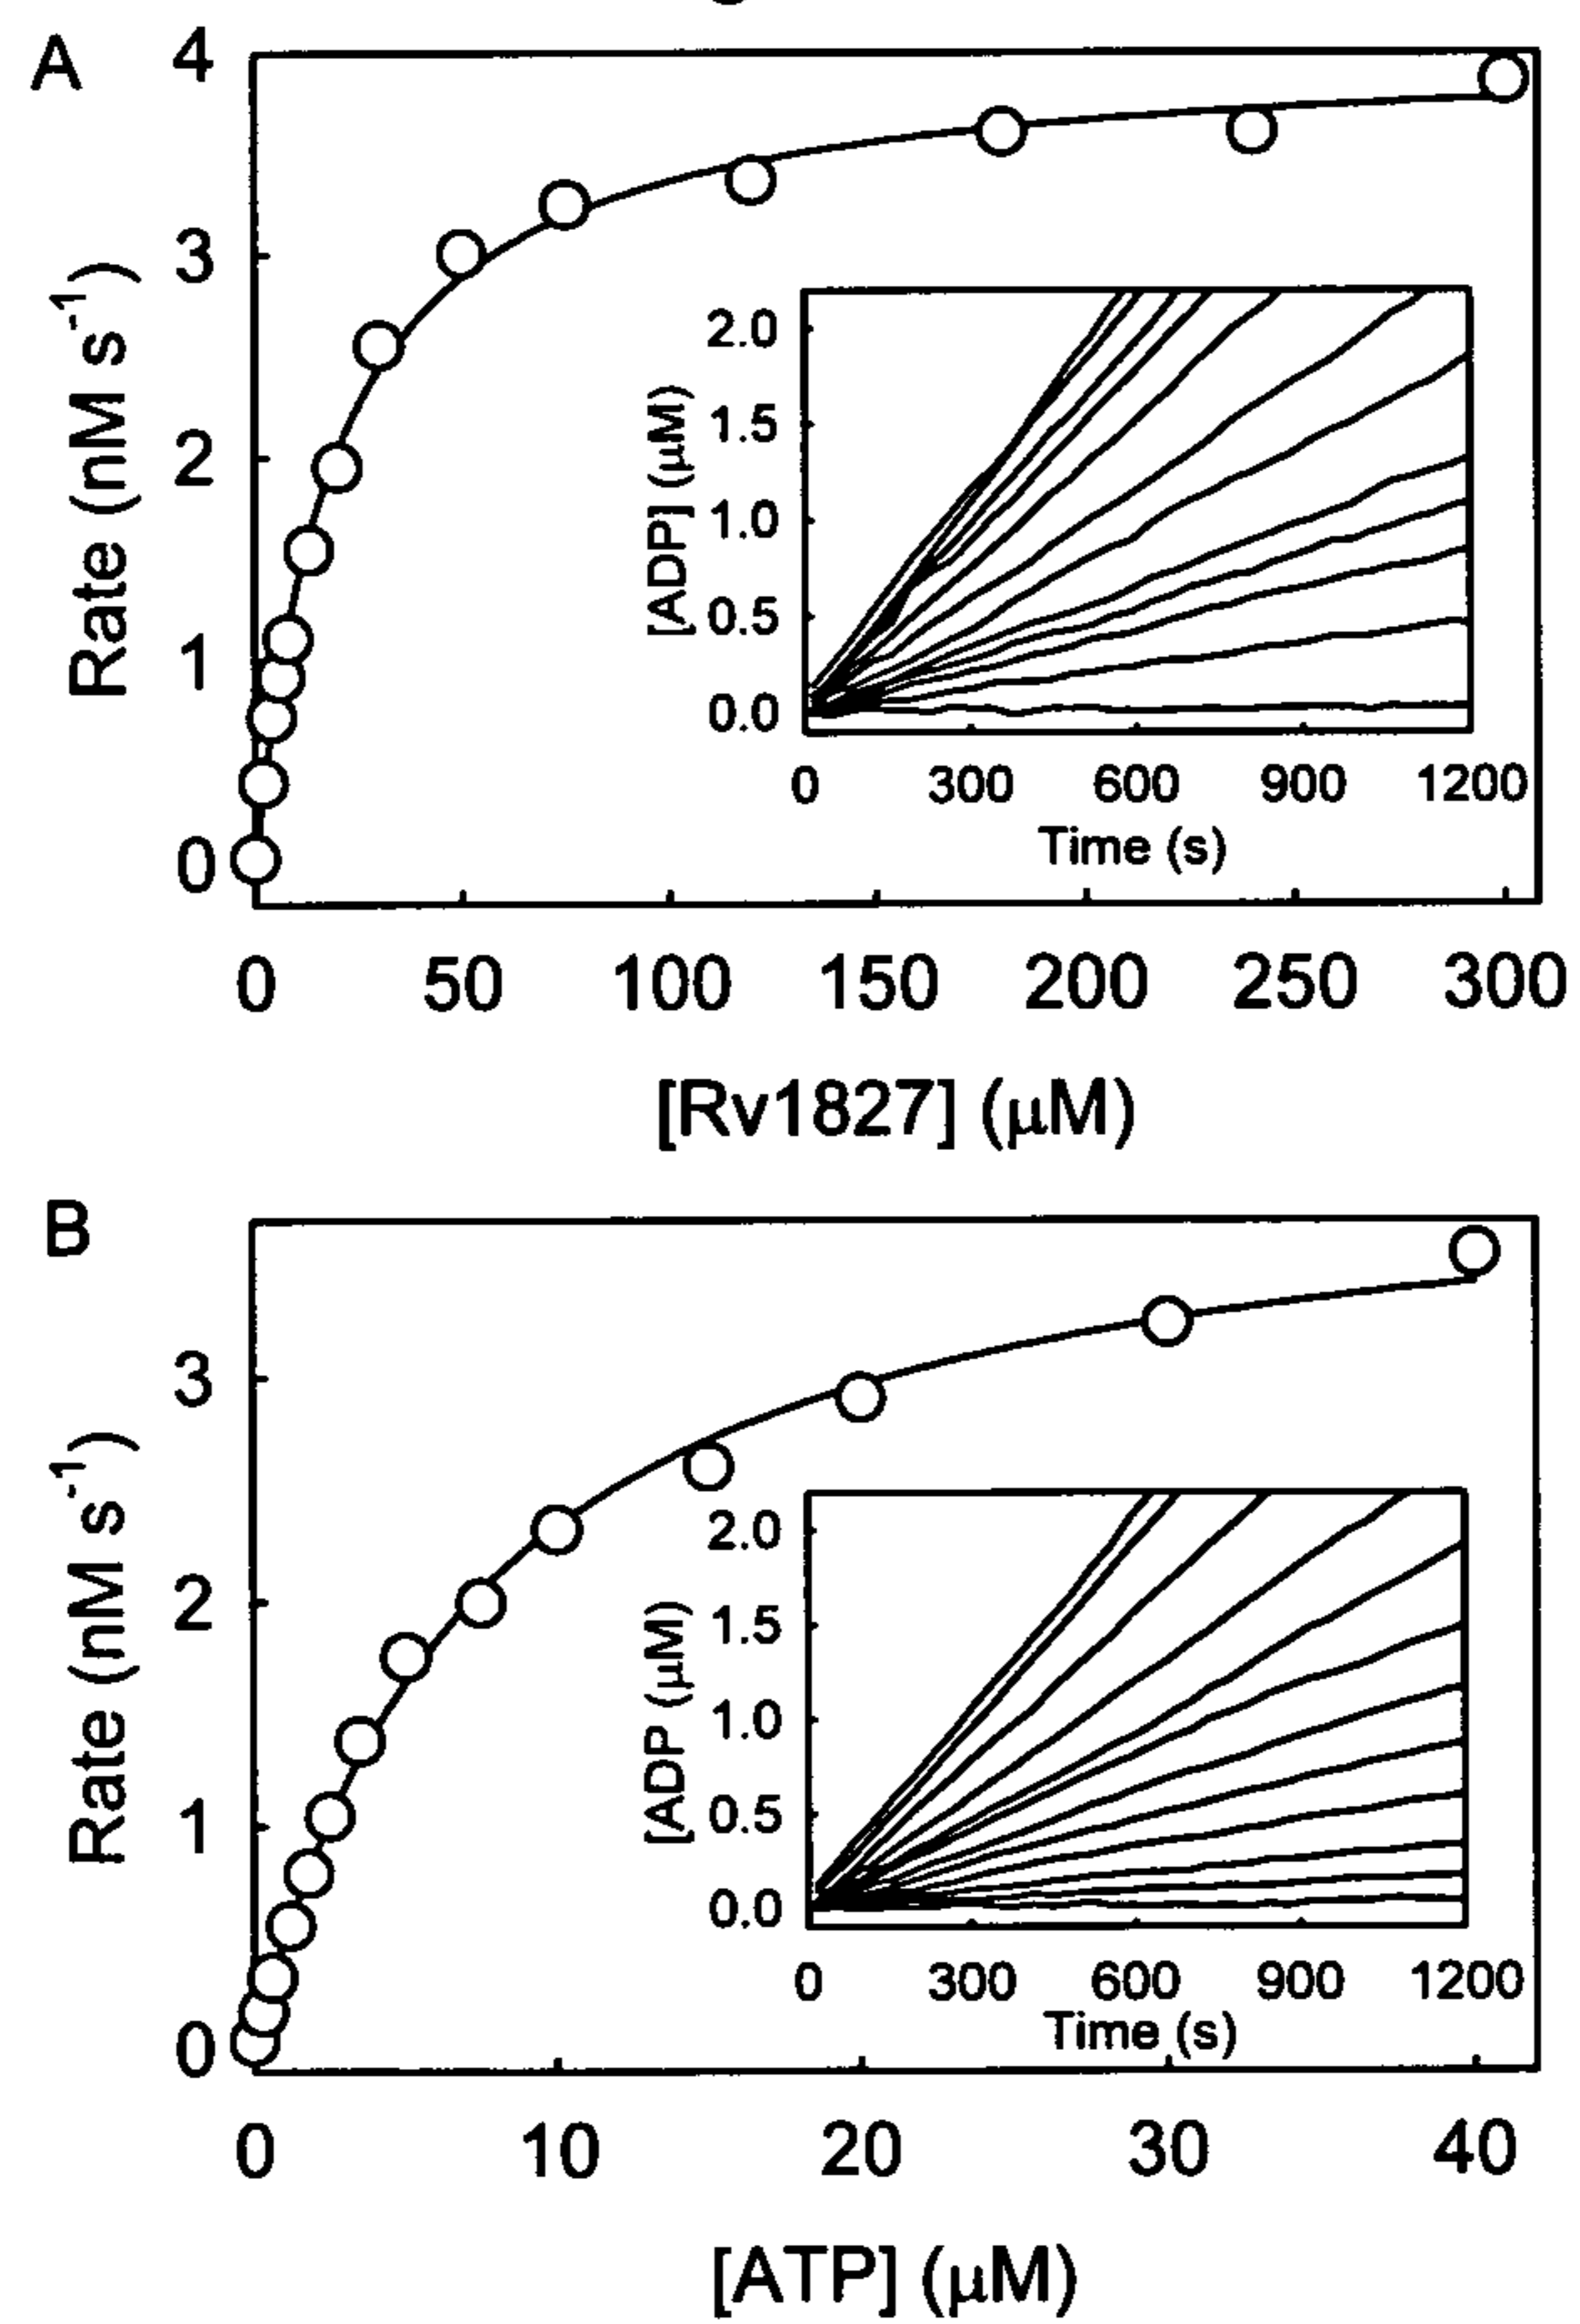 A
4
3
2
1
0
Rate (nM s⁻¹)
2.0
1.5
1.0
0.5
0.0
[ADP] (μM)
0 300 600 900 1200
Time (s)
0 50 100 150 200 250 300
[Rv1827] (μM)
B
3
2
1
0
Rate (nM s⁻¹)
2.0
1.5
1.0
0.5
0.0
[ADP (μM)
0 300 600 900 1200
Time (s)
0 10 20 30 40
[ATP] (μM)